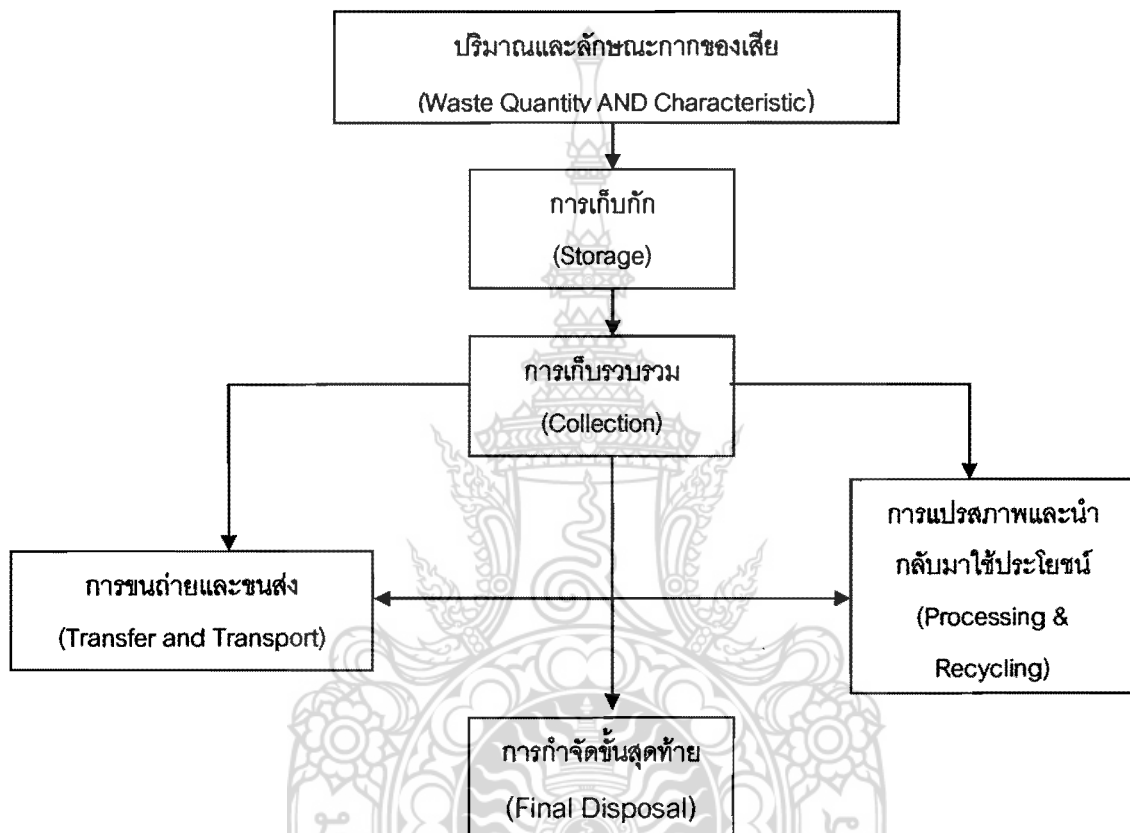 ปริมาณและลักษณะกากของเสีย
(Waste Quantity AND Characteristic)
การเก็บกัก
(Storage)
การเก็บรวบรวม
(Collection)
การแปรสภาพและนำ
กลับมาใช้ประโยชน์
(Processing &
Recycling)
การขนถ่ายและขนส่ง
(Transfer and Transport)
การกำจัดขั้นสุดท้าย
(Final Disposal)